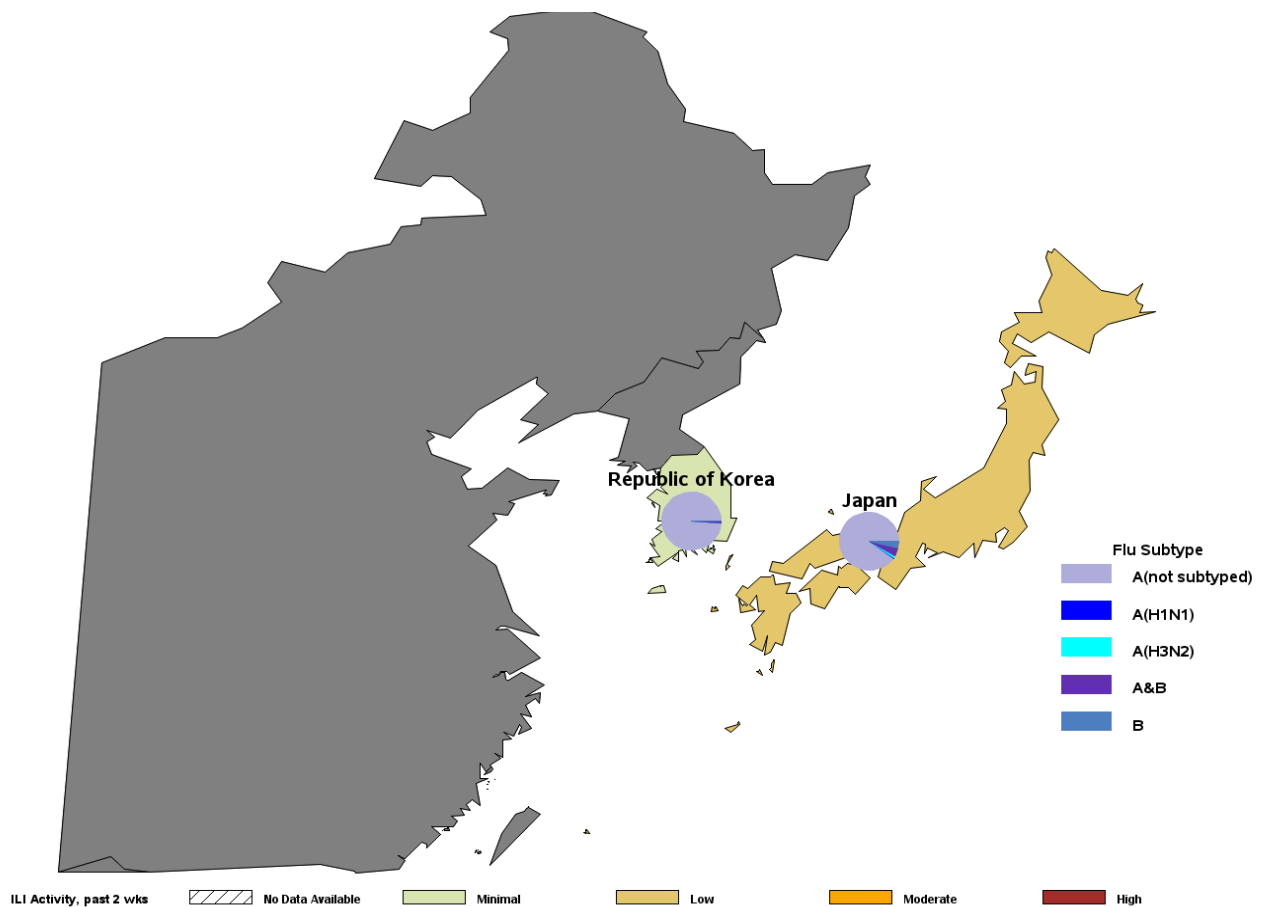 Republic of Korea
Japan
Flu Subtype
A(not subtyped)
A(H1N1)
A(H3N2)
A&B
B
ILI Activity, past 2 wks No Data Available Minimal Low Moderate High